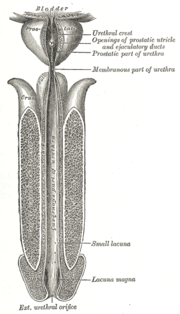 Bladder
Urethral crest
Openings of prostatic utricle
and ejaculatory ducts
Prostatic part of urethra
Membranous part of urethra
Crus
Small lacuna
Lacuna magna
Ext. urethral orifice